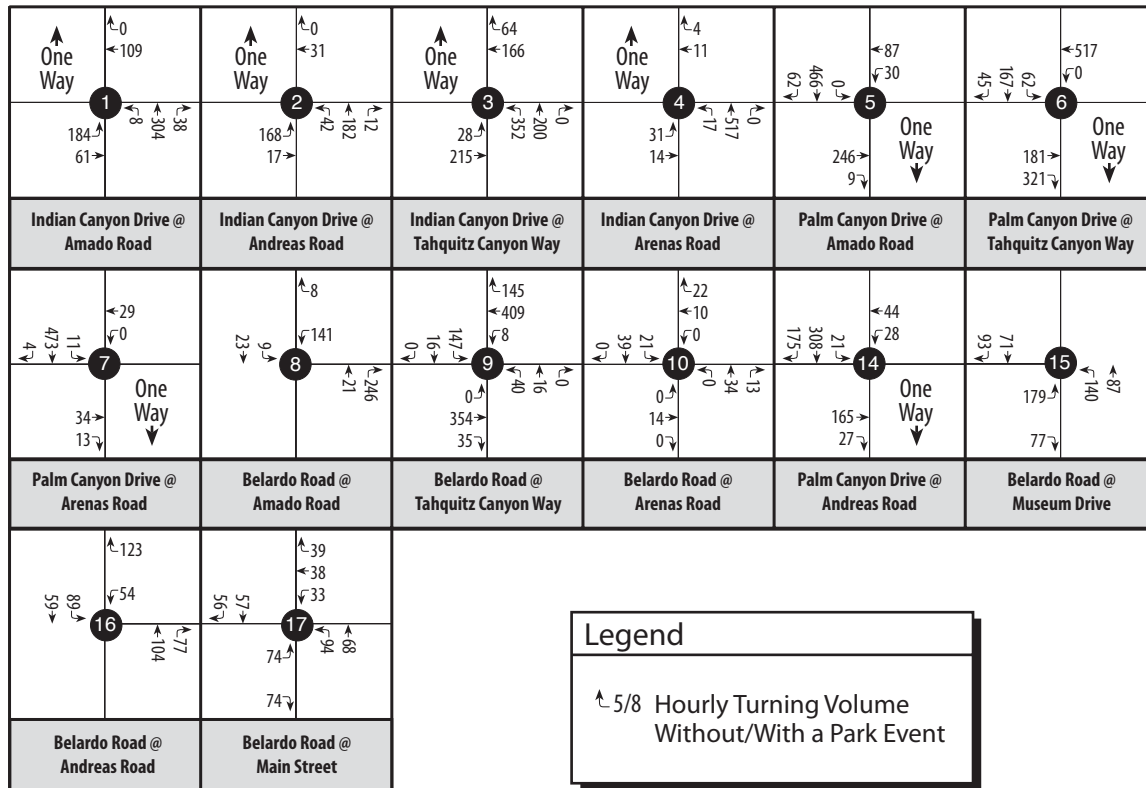 0
109
One
Way
1
184
61
8
304
38
Indian Canyon Drive @
Amado Road
0
31
One
Way
2
168
17
42
182
12
Indian Canyon Drive @
Andreas Road
64
166
One
Way
3
28
215
352
200
0
Indian Canyon Drive @
Tahquitz Canyon Way
4
11
4
31
14
17
517
0
Indian Canyon Drive @
Arenas Road
87
30
62
466
0
5
One
Way
246
9
Palm Canyon Drive @
Amado Road
517
0
45
167
62
6
One
Way
181
321
Palm Canyon Drive @
Tahquitz Canyon Way
29
0
4
473
11
7
One
Way
34
13
Palm Canyon Drive @
Arenas Road
8
141
23
9
8
21
246
Belardo Road @
Amado Road
145
409
8
0
16
147
9
0
354
35
40
16
0
Belardo Road @
Tahquitz Canyon Way
22
10
0
0
39
21
10
0
14
0
0
34
13
Belardo Road @
Arenas Road
44
28
175
308
21
14
One
Way
165
27
Palm Canyon Drive @
Andreas Road
93
71
15
179
77
140
87
Belardo Road @
Museum Drive
123
54
59
89
16
104
77
Belardo Road @
Andreas Road
39
38
33
56
57
17
74
74
94
68
Belardo Road @
Main Street
Legend
5/8 Hourly Turning Volume
Without/With a Park Event